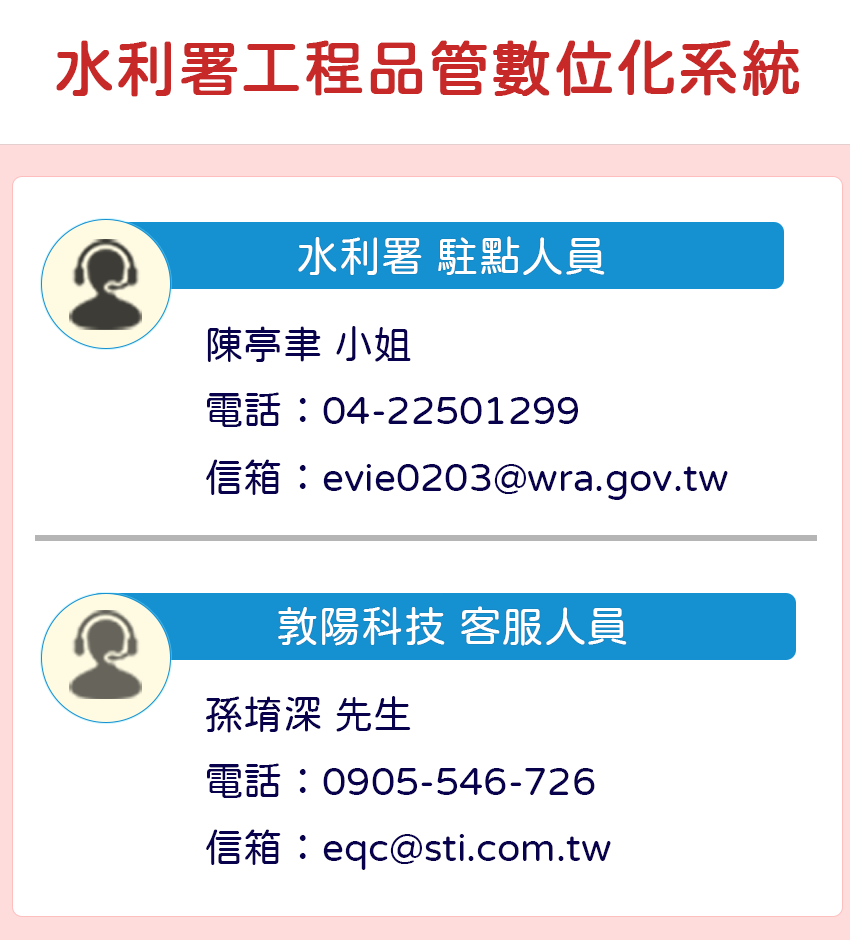 水利署工程品管數位化系統
水利署 駐點人員
陳亭聿 小姐
電話：04-22501299
信箱：evie0203@wra.gov.tw
敦陽科技 客服人員
孫堉深 先生
電話：0905-546-726
信箱：eqc@sti.com.tw